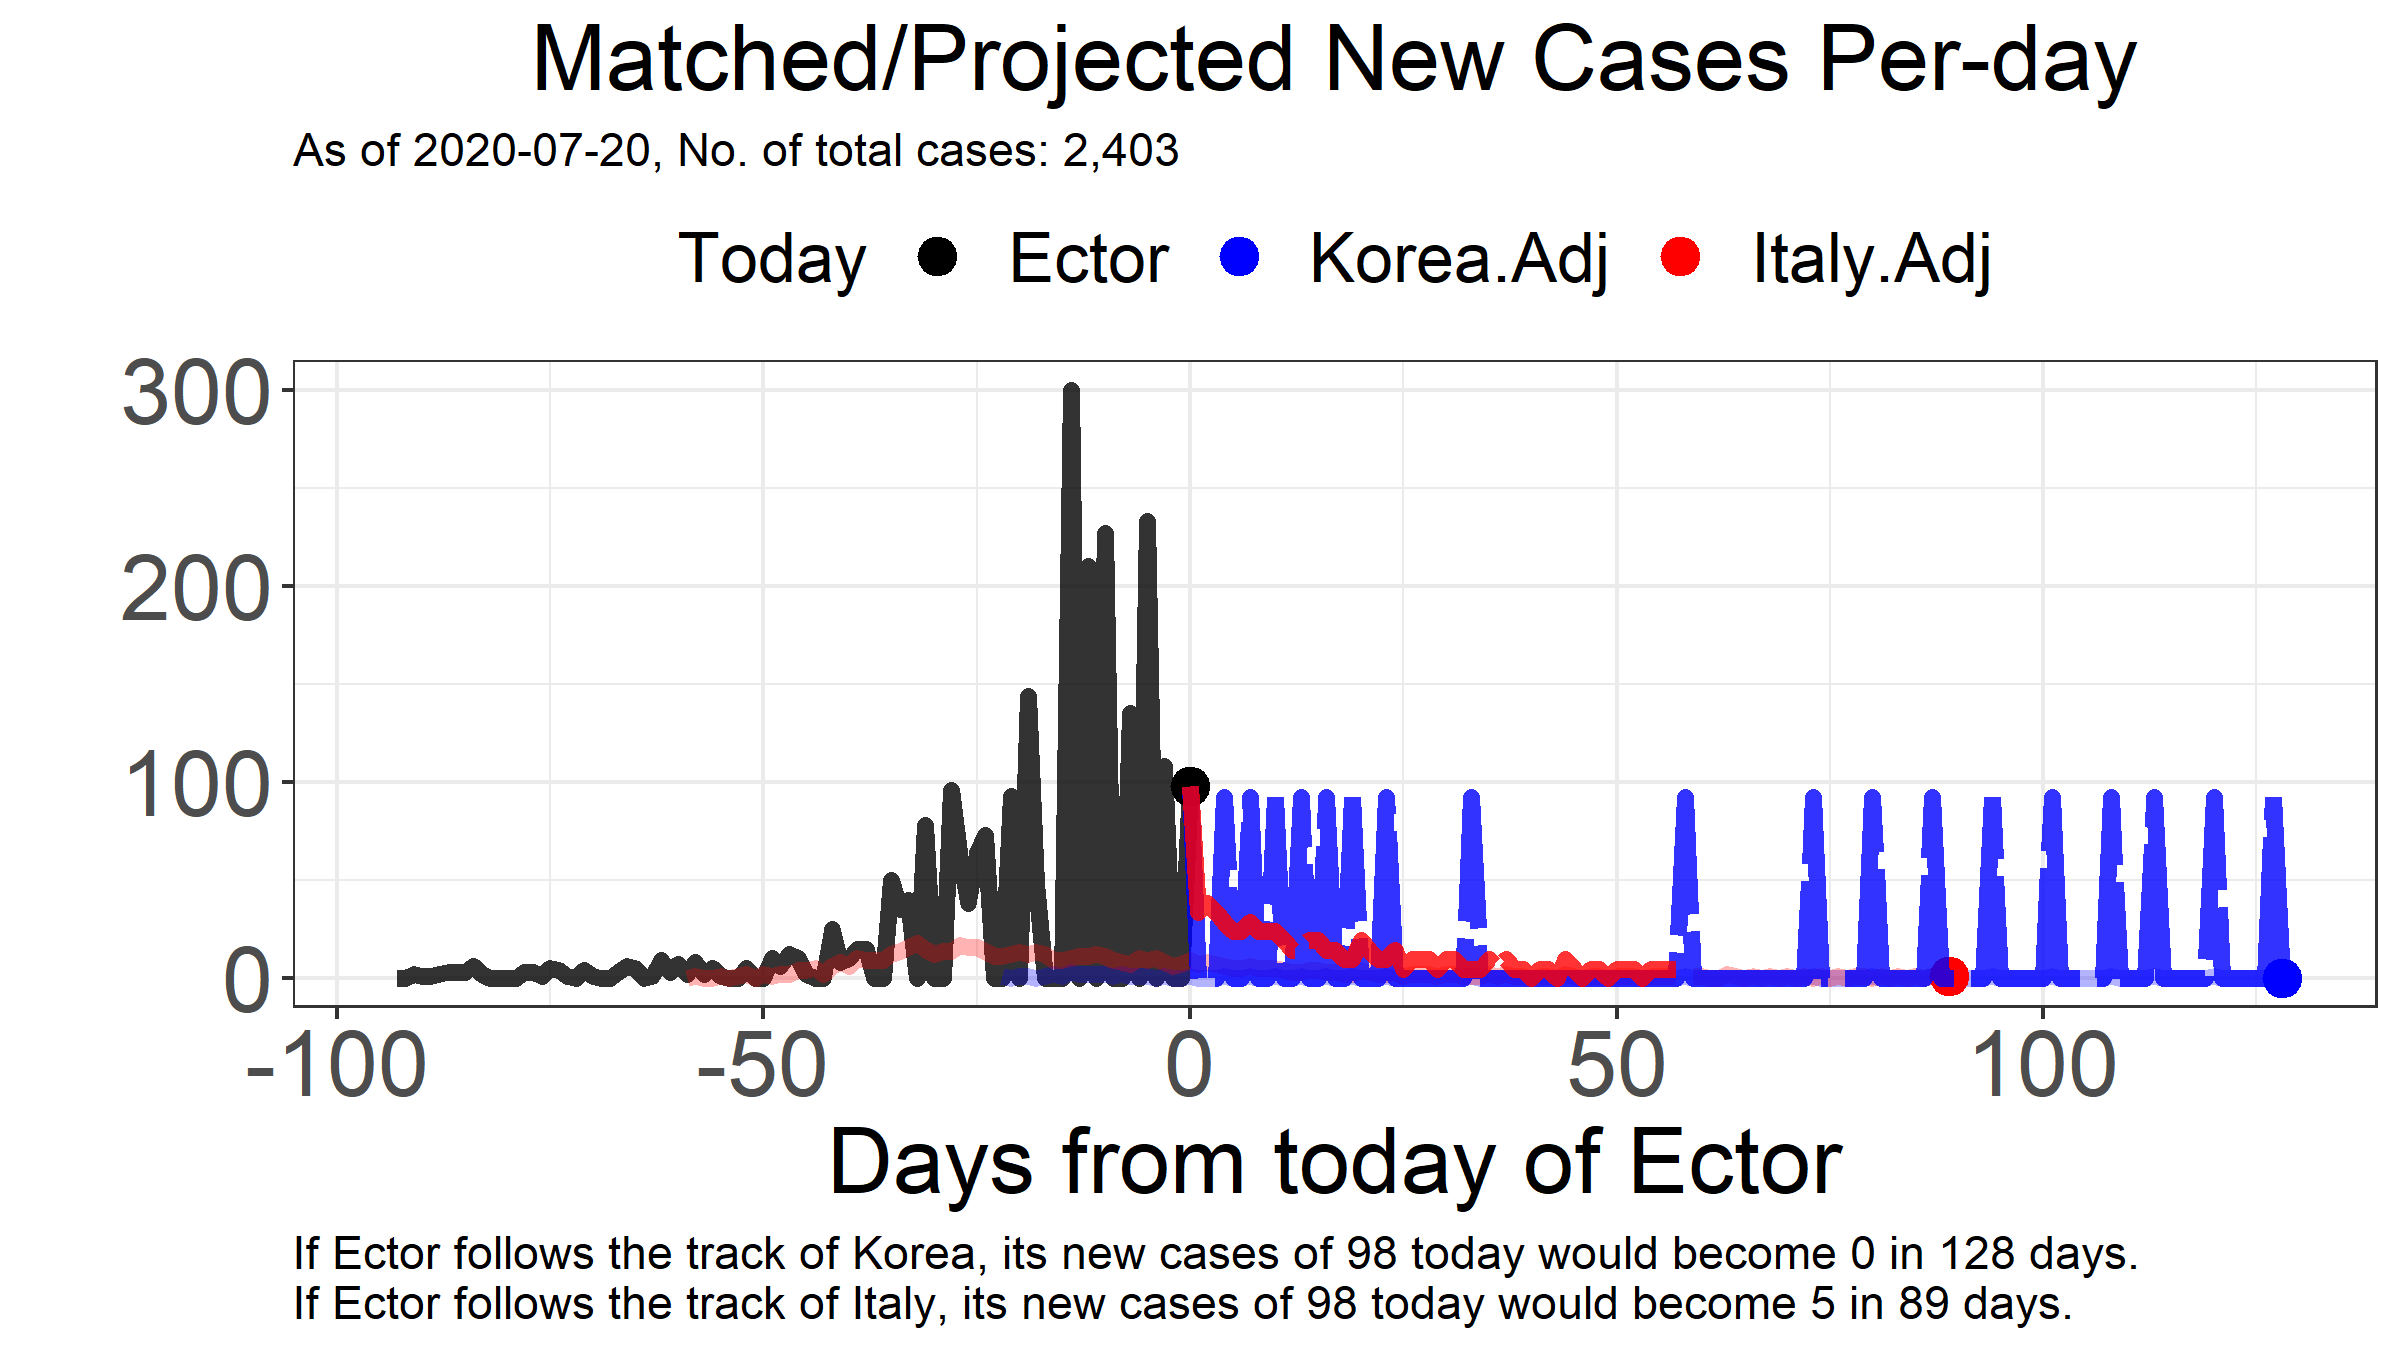 Matched/Projected New Cases Per-day
As of 2020-07-20, No. of total cases: 2,403
Today Ector Korea.Adj Italy.Adj
300
200
100
0
-100 -50 0 50 100
Days from today of Ector
If Ector follows the track of Korea, its new cases of 98 today would become 0 in 128 days.
If Ector follows the track of Italy, its new cases of 98 today would become 5 in 89 days.